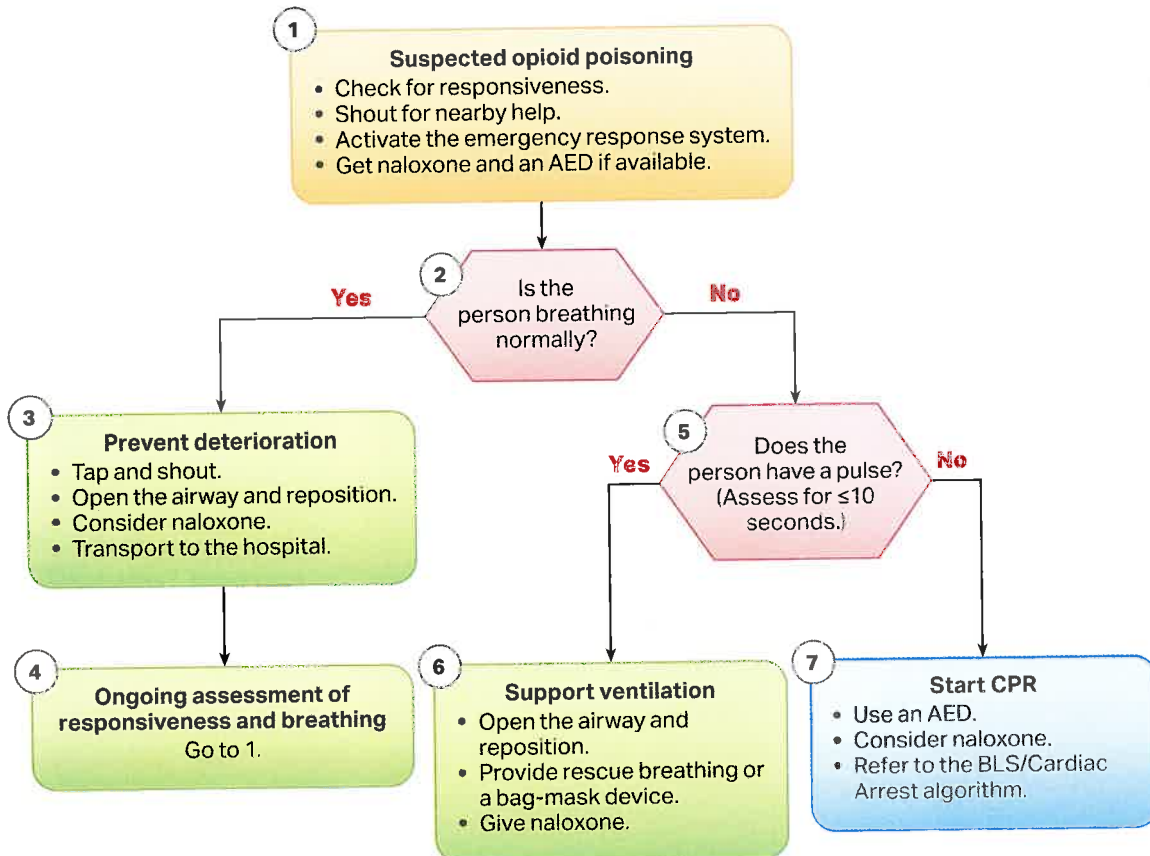 1
Suspected opioid poisoning
• Check for responsiveness.
• Shout for nearby help.
• Activate the emergency response system.
• Get naloxone and an AED if available.
2
Is the
person breathing
normally?
Yes
No
3
Prevent deterioration
• Tap and shout.
• Open the airway and reposition.
• Consider naloxone.
• Transport to the hospital.
4
Ongoing assessment of
responsiveness and breathing
Go to 1.
5
Does the
person have a pulse?
(Assess for ≤10
seconds.)
Yes
No
6
Support ventilation
• Open the airway and
reposition.
• Provide rescue breathing or
a bag-mask device.
• Give naloxone.
7
Start CPR
• Use an AED.
• Consider naloxone.
• Refer to the BLS/Cardiac
Arrest algorithm.